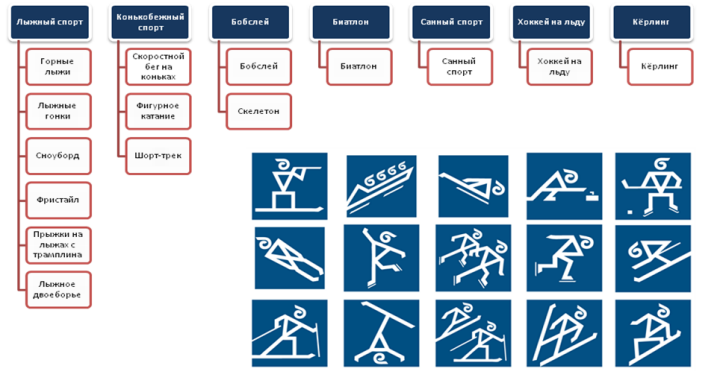 Лыжный спорт
Горные
лыжи
Лыжные
гонки
Сноуборд
Фристайл
Прыжки на
лыжах с
трамплина
Лыжное
двоеборье
Конькобежный
спорт
Скоростной
бег на
коньках
Фигурное
катание
Шорт-трек
Бобслей
Бобслей
Скелетон
Биатлон
Биатлон
Санный спорт
Санный
спорт
Хоккей на льду
Хоккей на
льду
Кёрлинг
Кёрлинг